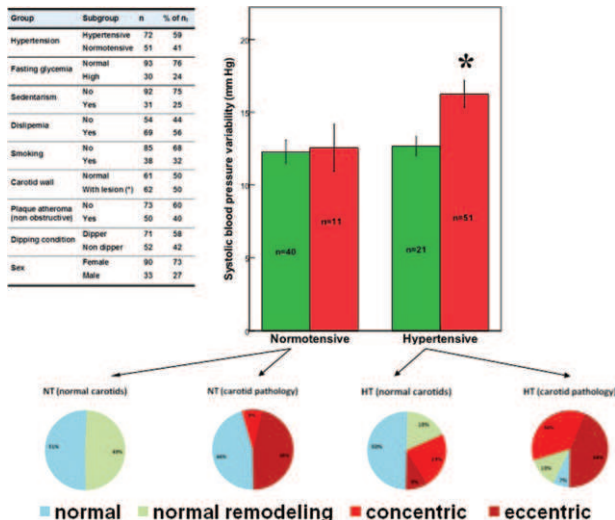 Group Subgroup n % of nₜ
Hypertension Hypertensive 72 59
Normotensive 51 41
Fasting glycemia Normal 93 76
High 30 24
Sedentarism No 92 75
Yes 31 25
Dislipemia No 54 44
Yes 69 56
Smoking No 85 68
Yes 38 32
Carotid wall Normal 61 50
With lesion (*) 62 50
Plaque atheroma (non obstructive) No 73 60
Yes 50 40
Dipping condition Dipper 71 58
Non dipper 52 42
Sex Female 90 73
Male 33 27
Systolic blood pressure variability (mm Hg)
20
15
10
5
0
*
n=40
n=11
n=21
n=51
Normotensive Hypertensive
NT (normal carotids) NT (carotid pathology) HT (normal carotids) HT (carotid pathology)
normal normal remodeling concentric eccentric